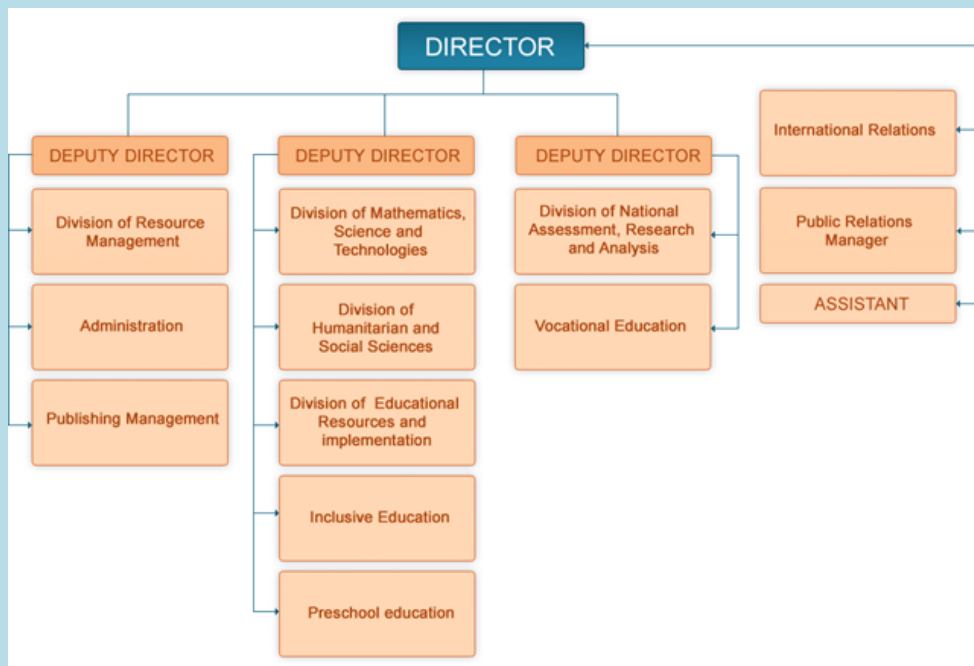 DIRECTOR
DEPUTY DIRECTOR
Division of Resource
Management
Administration
Publishing Management
DEPUTY DIRECTOR
Division of Mathematics,
Science and
Technologies
Division of
Humanitarian and
Social Sciences
Division of Educational
Resources and
implementation
Inclusive Education
Preschool education
DEPUTY DIRECTOR
Division of National
Assessment, Research
and Analysis
Vocational Education
International Relations
Public Relations
Manager
ASSISTANT